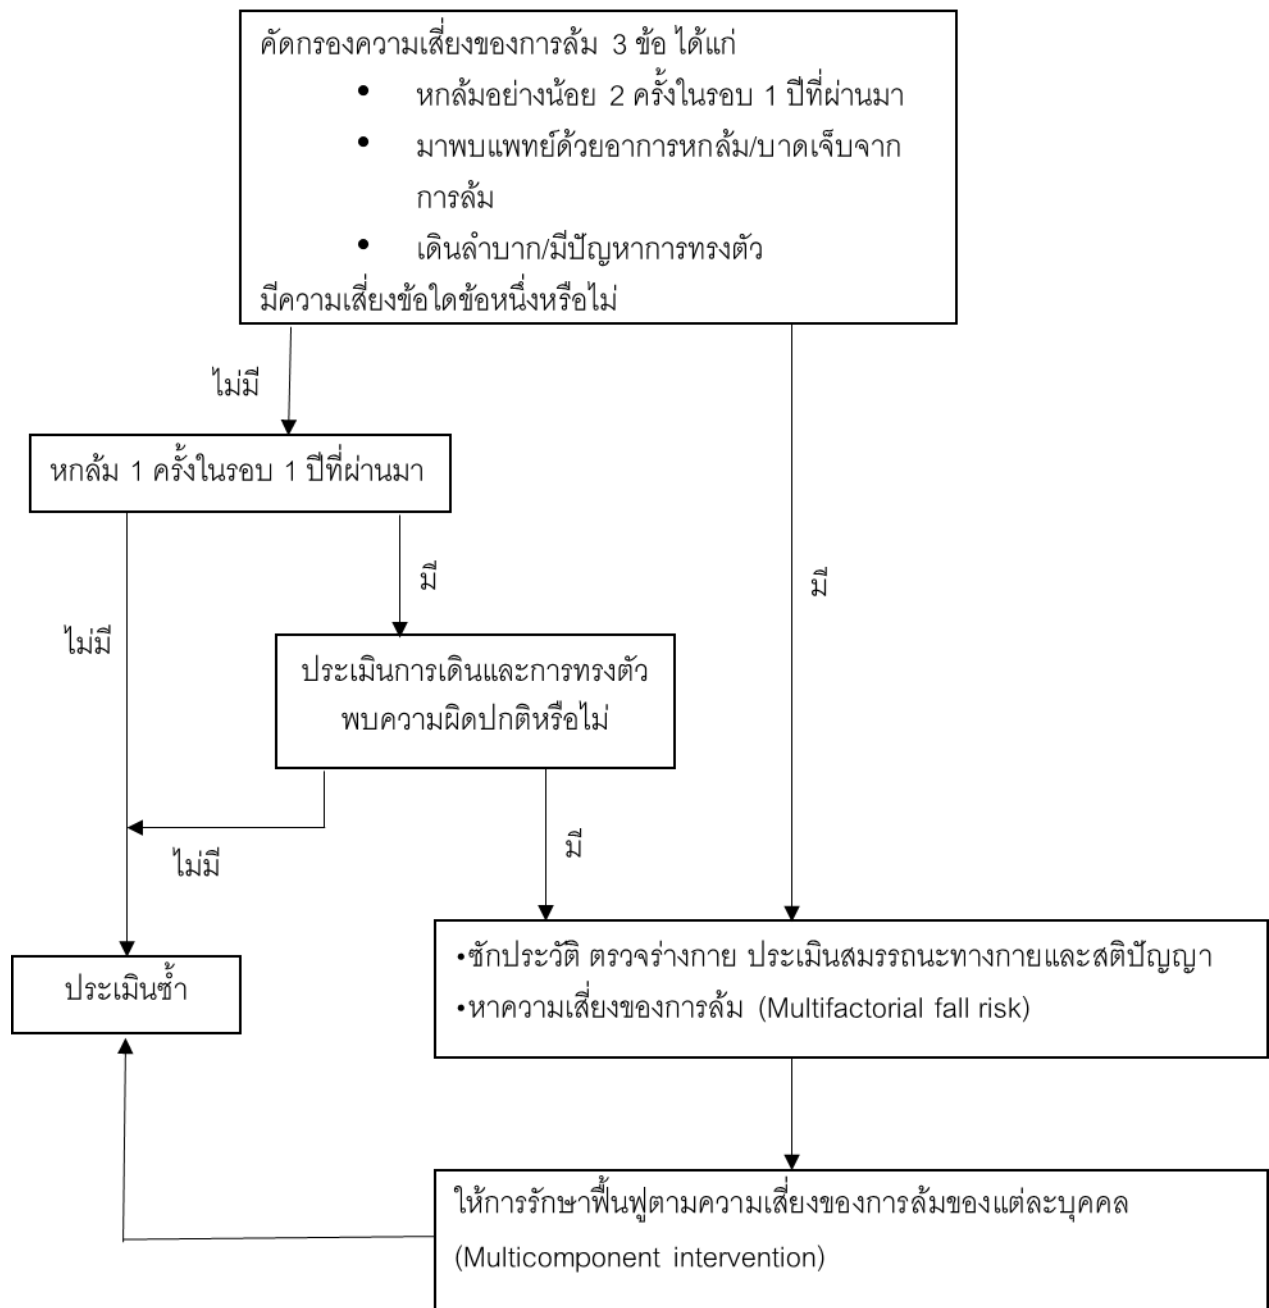 คัดกรองความเสี่ยงของการล้ม 3 ข้อ ได้แก่
• หกล้มอย่างน้อย 2 ครั้งในรอบ 1 ปีที่ผ่านมา
• มาพบแพทย์ด้วยอาการหกล้ม/บาดเจ็บจาก
การล้ม
• เดินลำบาก/มีปัญหาการทรงตัว
มีความเสี่ยงข้อใดข้อหนึ่งหรือไม่
ไม่มี
หกล้ม 1 ครั้งในรอบ 1 ปีที่ผ่านมา
มี
มี
ไม่มี
ประเมินการเดินและการทรงตัว
พบความผิดปกติหรือไม่
มี
ไม่มี
•ซักประวัติ ตรวจร่างกาย ประเมินสมรรถนะทางกายและสติปัญญา
•หาความเสี่ยงของการล้ม (Multifactorial fall risk)
ประเมินซ้ำ
ให้การรักษาฟื้นฟูตามความเสี่ยงของการล้มของแต่ละบุคคล
(Multicomponent intervention)